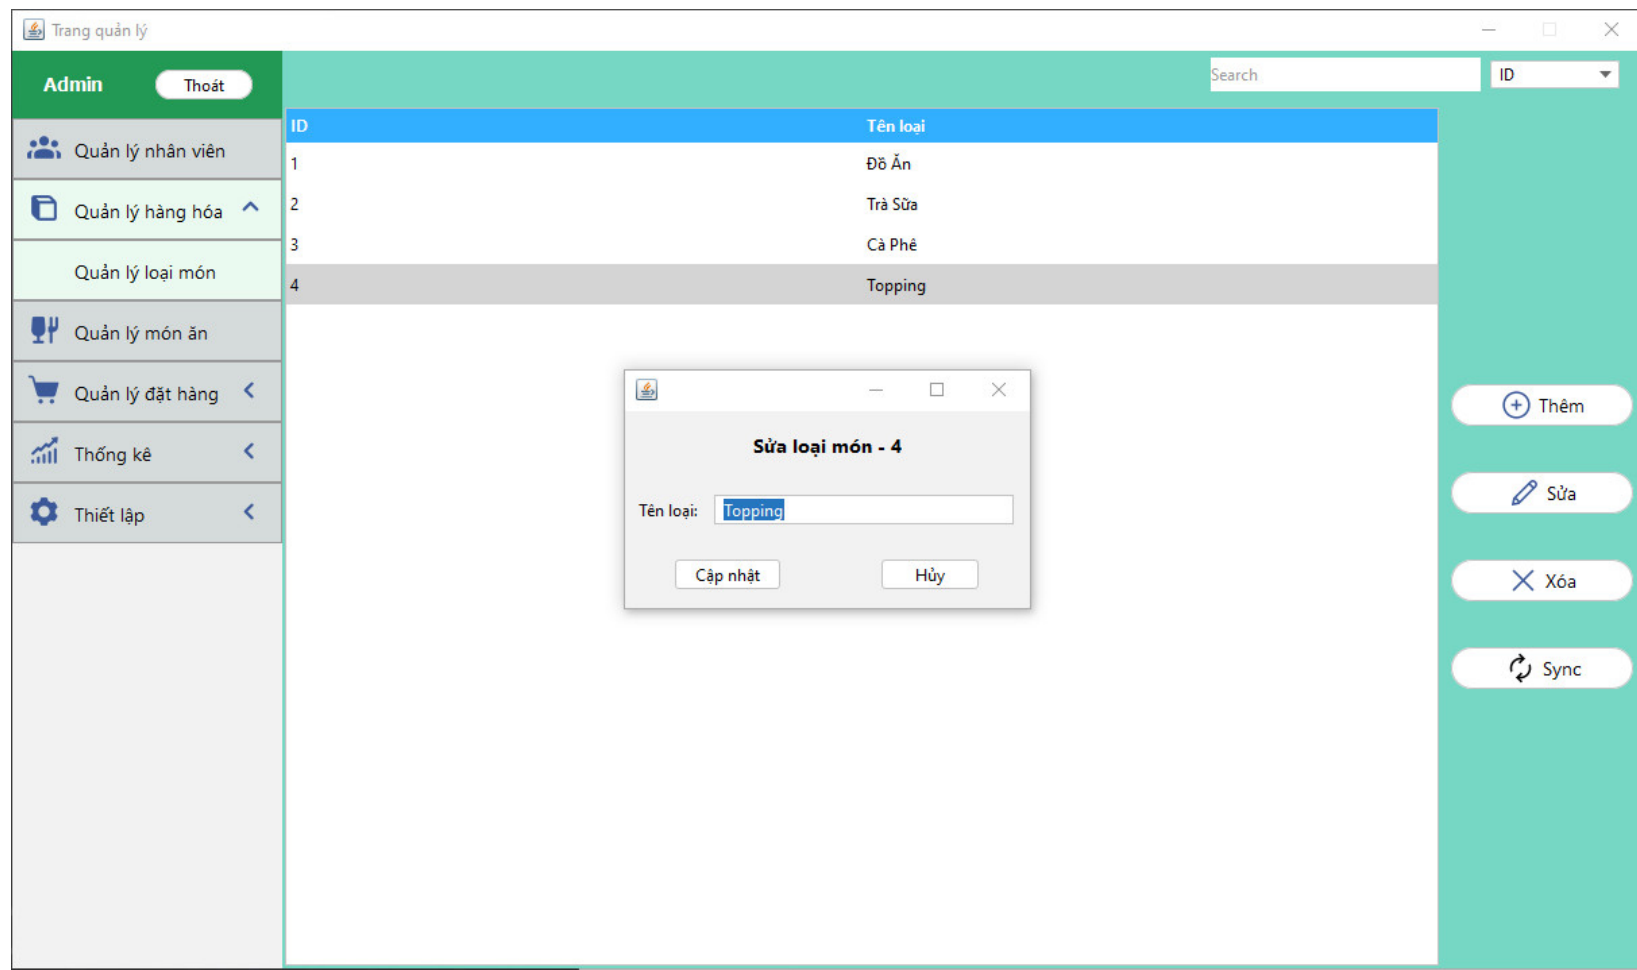 Trang quản lý
Admin
Thoát
Search
ID
Quản lý nhân viên
Quản lý hàng hóa
Quản lý loại món
Quản lý món ăn
Quản lý đặt hàng
Thống kê
Thiết lập
ID Tên loại
1 Đồ Ăn
2 Trà Sữa
3 Cà Phê
4 Topping
Sửa loại món - 4
Tên loại: Topping
Cập nhật
Hủy
Thêm
Sửa
Xóa
Sync